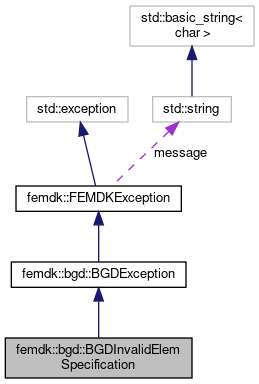 std::basic_string<
char >
std::exception
std::string
message
femdk::FEMDKException
femdk::bgd::BGDException
femdk::bgd::BGDInvalidElem
Specification